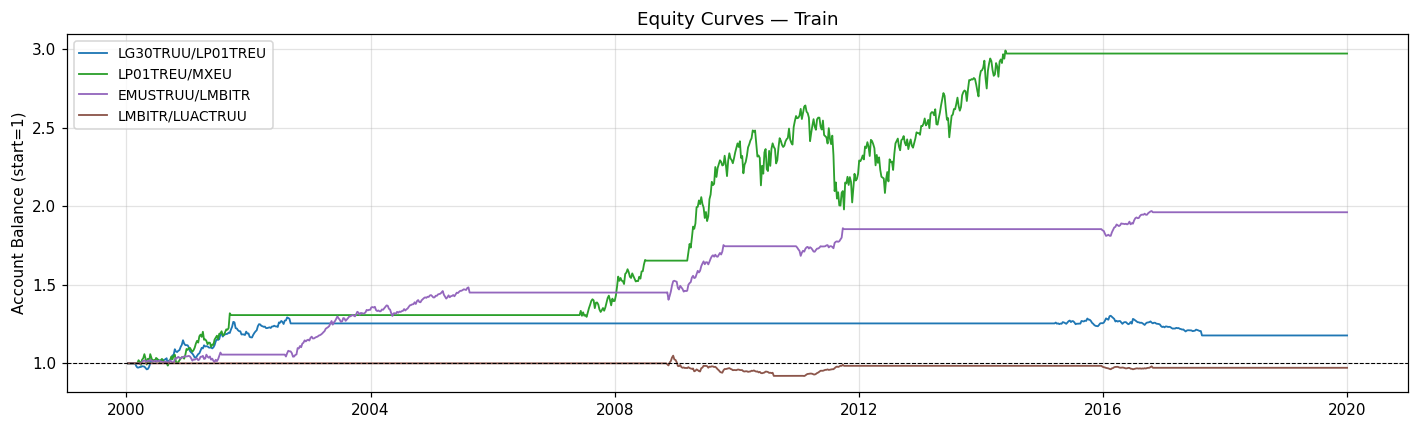 Equity Curves — Train
Account Balance (start=1)
3.0
2.5
2.0
1.5
1.0
LG30TRUU/LP01TREU
LP01TREU/MXEU
EMUSTRUU/LMBITR
LMBITR/LUACTRUU
2000
2004
2008
2012
2016
2020